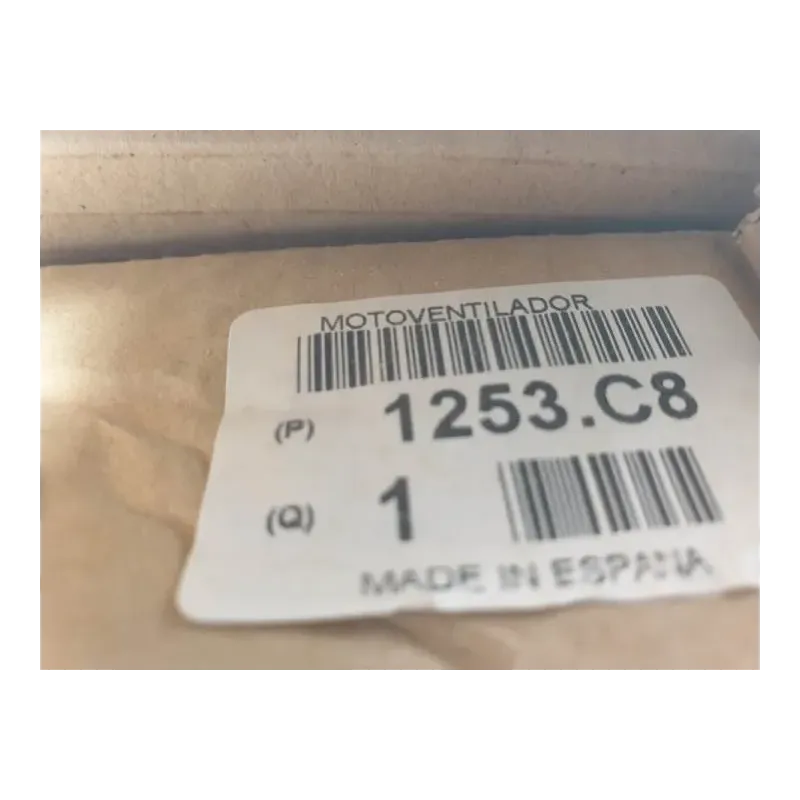 MOTOVENTILADOR
(P) 1253.C8
(Q) 1
MADE IN ESPANA